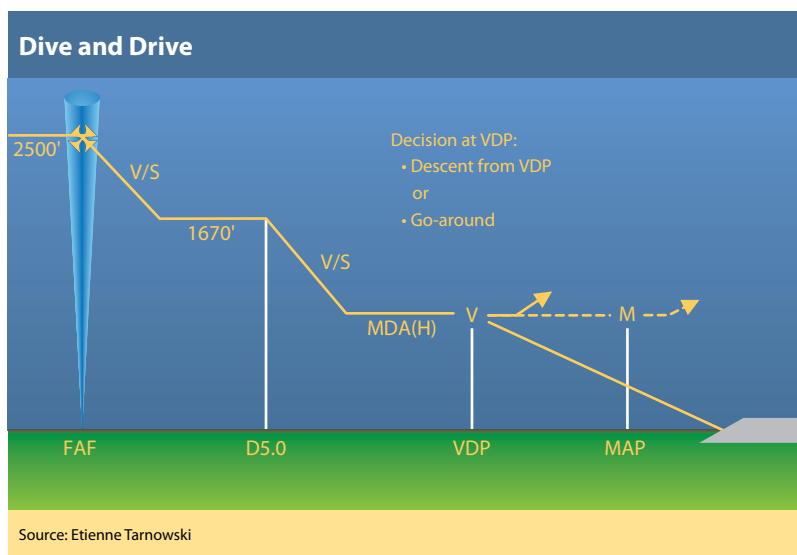 Dive and Drive
Decision at VDP:
• Descent from VDP
or
• Go-around
2500'
V/S
1670'
V/S
MDA(H)
V
M
FAF
D5.0
VDP
MAP
Source: Etienne Tarnowski